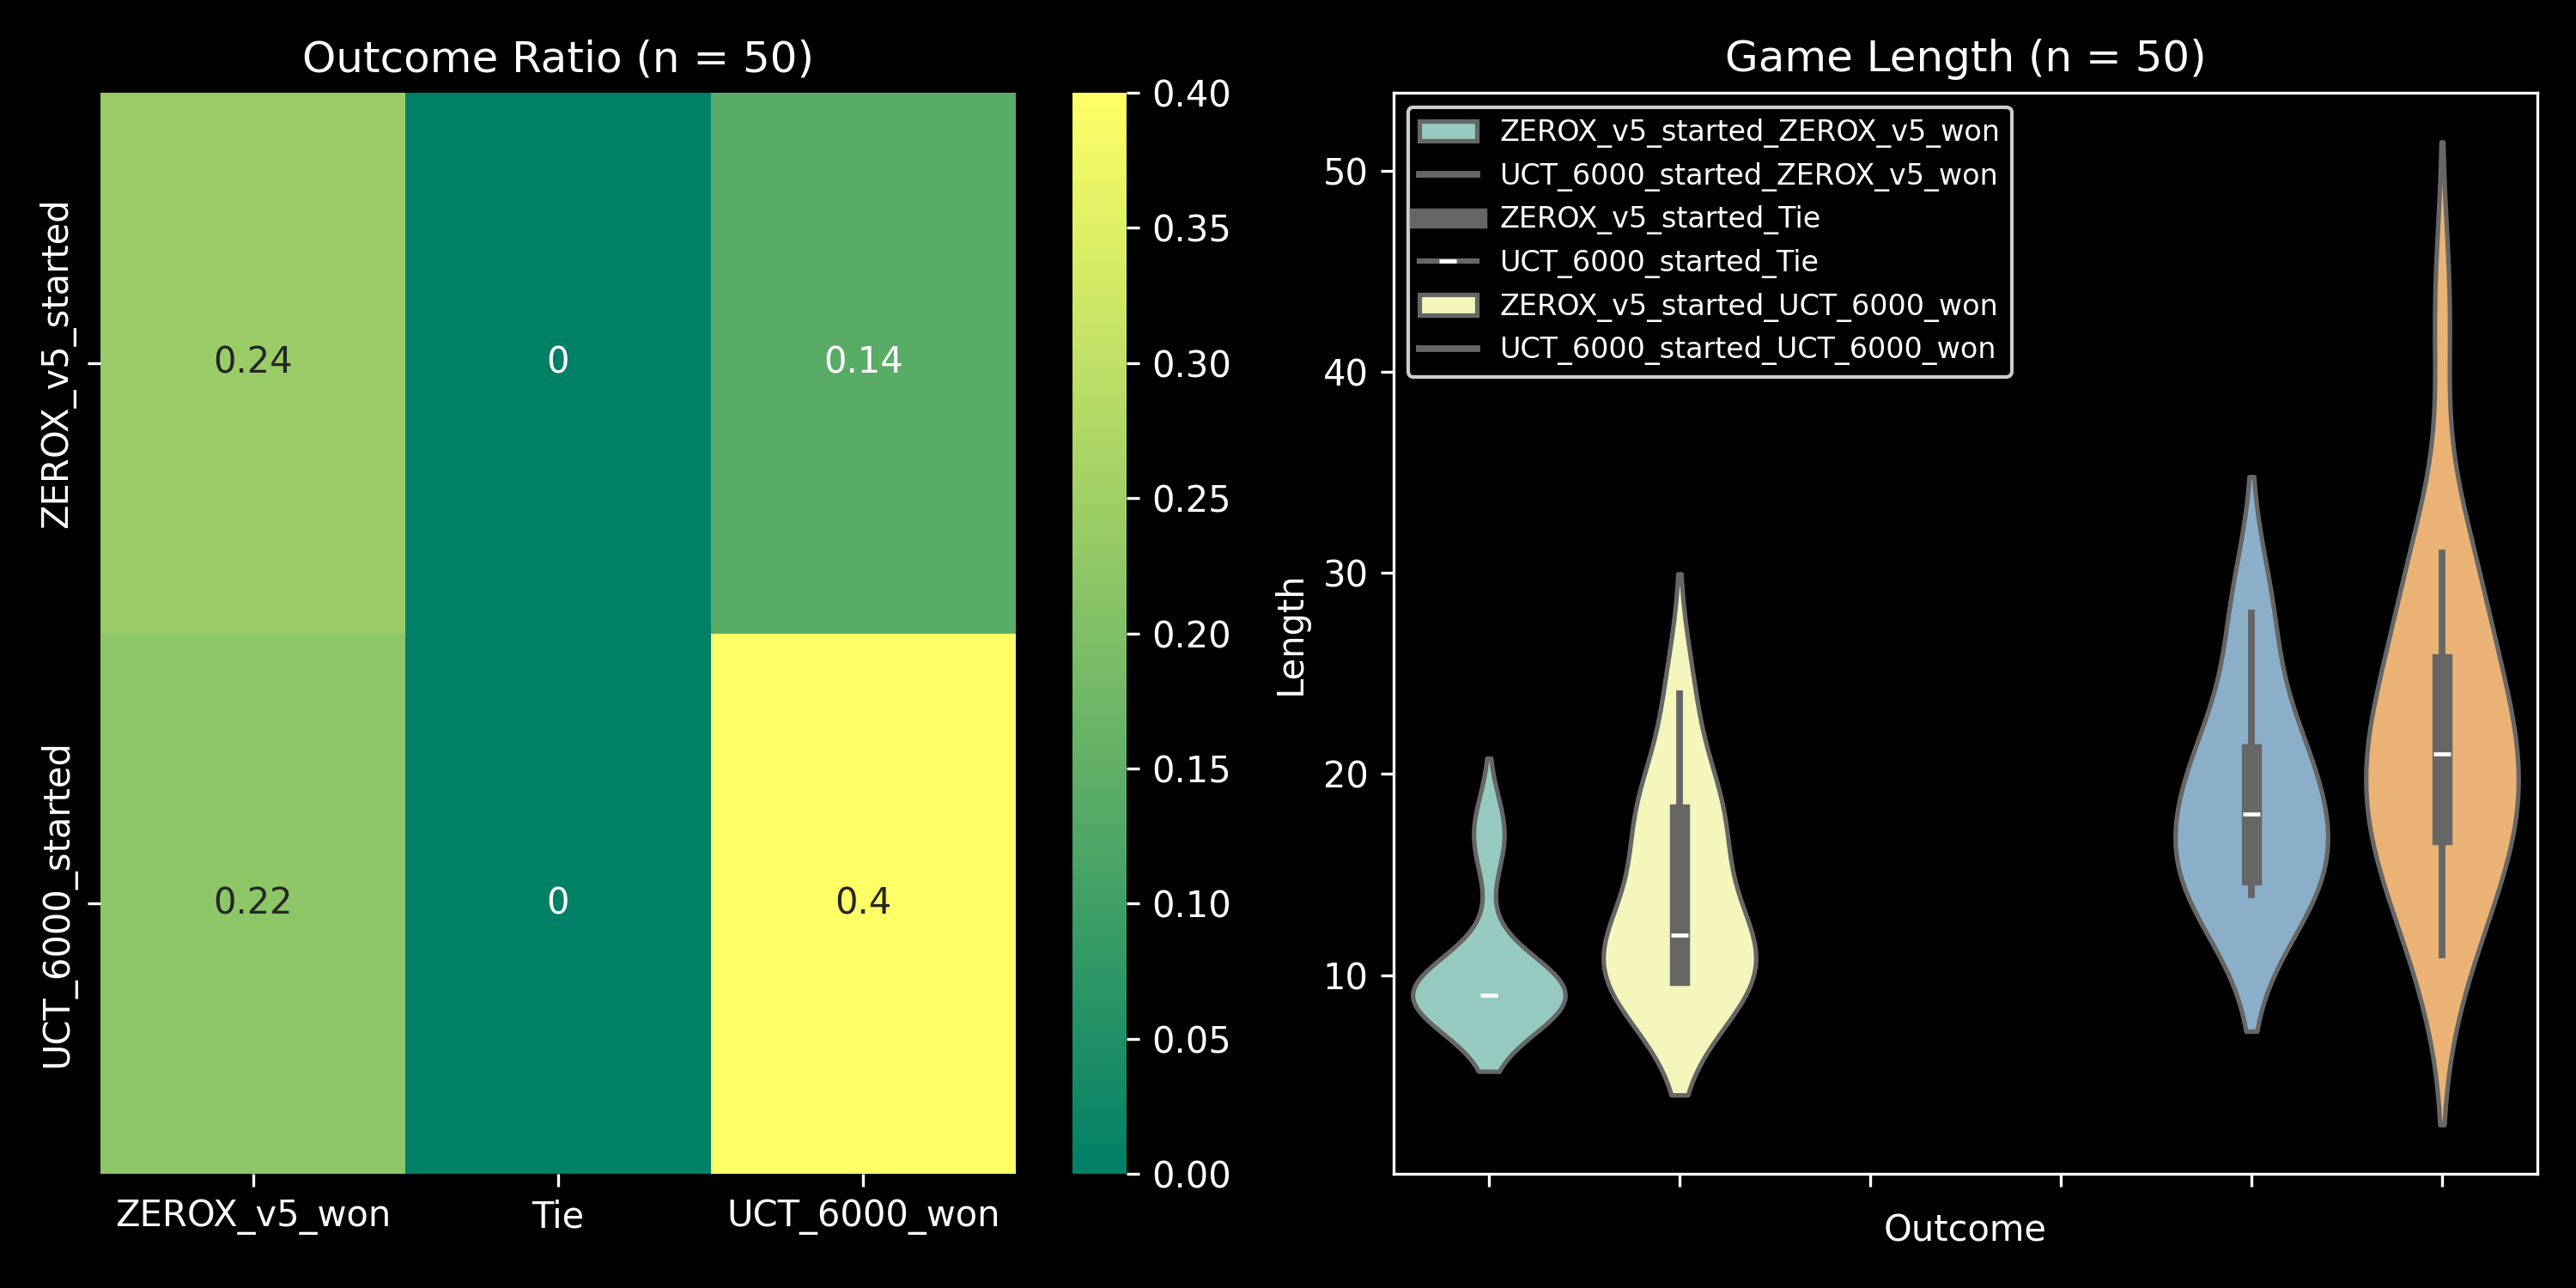 Outcome Ratio (n = 50)
ZEROX_v5_started
UCT_6000_started
0.24
0
0.14
0.22
0
0.4
ZEROX_v5_won
Tie
UCT_6000_won
0.40
0.35
0.30
0.25
0.20
0.15
0.10
0.05
0.00
Game Length (n = 50)
ZEROX_v5_started_ZEROX_v5_won
UCT_6000_started_ZEROX_v5_won
ZEROX_v5_started_Tie
UCT_6000_started_Tie
ZEROX_v5_started_UCT_6000_won
UCT_6000_started_UCT_6000_won
Length
50
40
30
20
10
Outcome